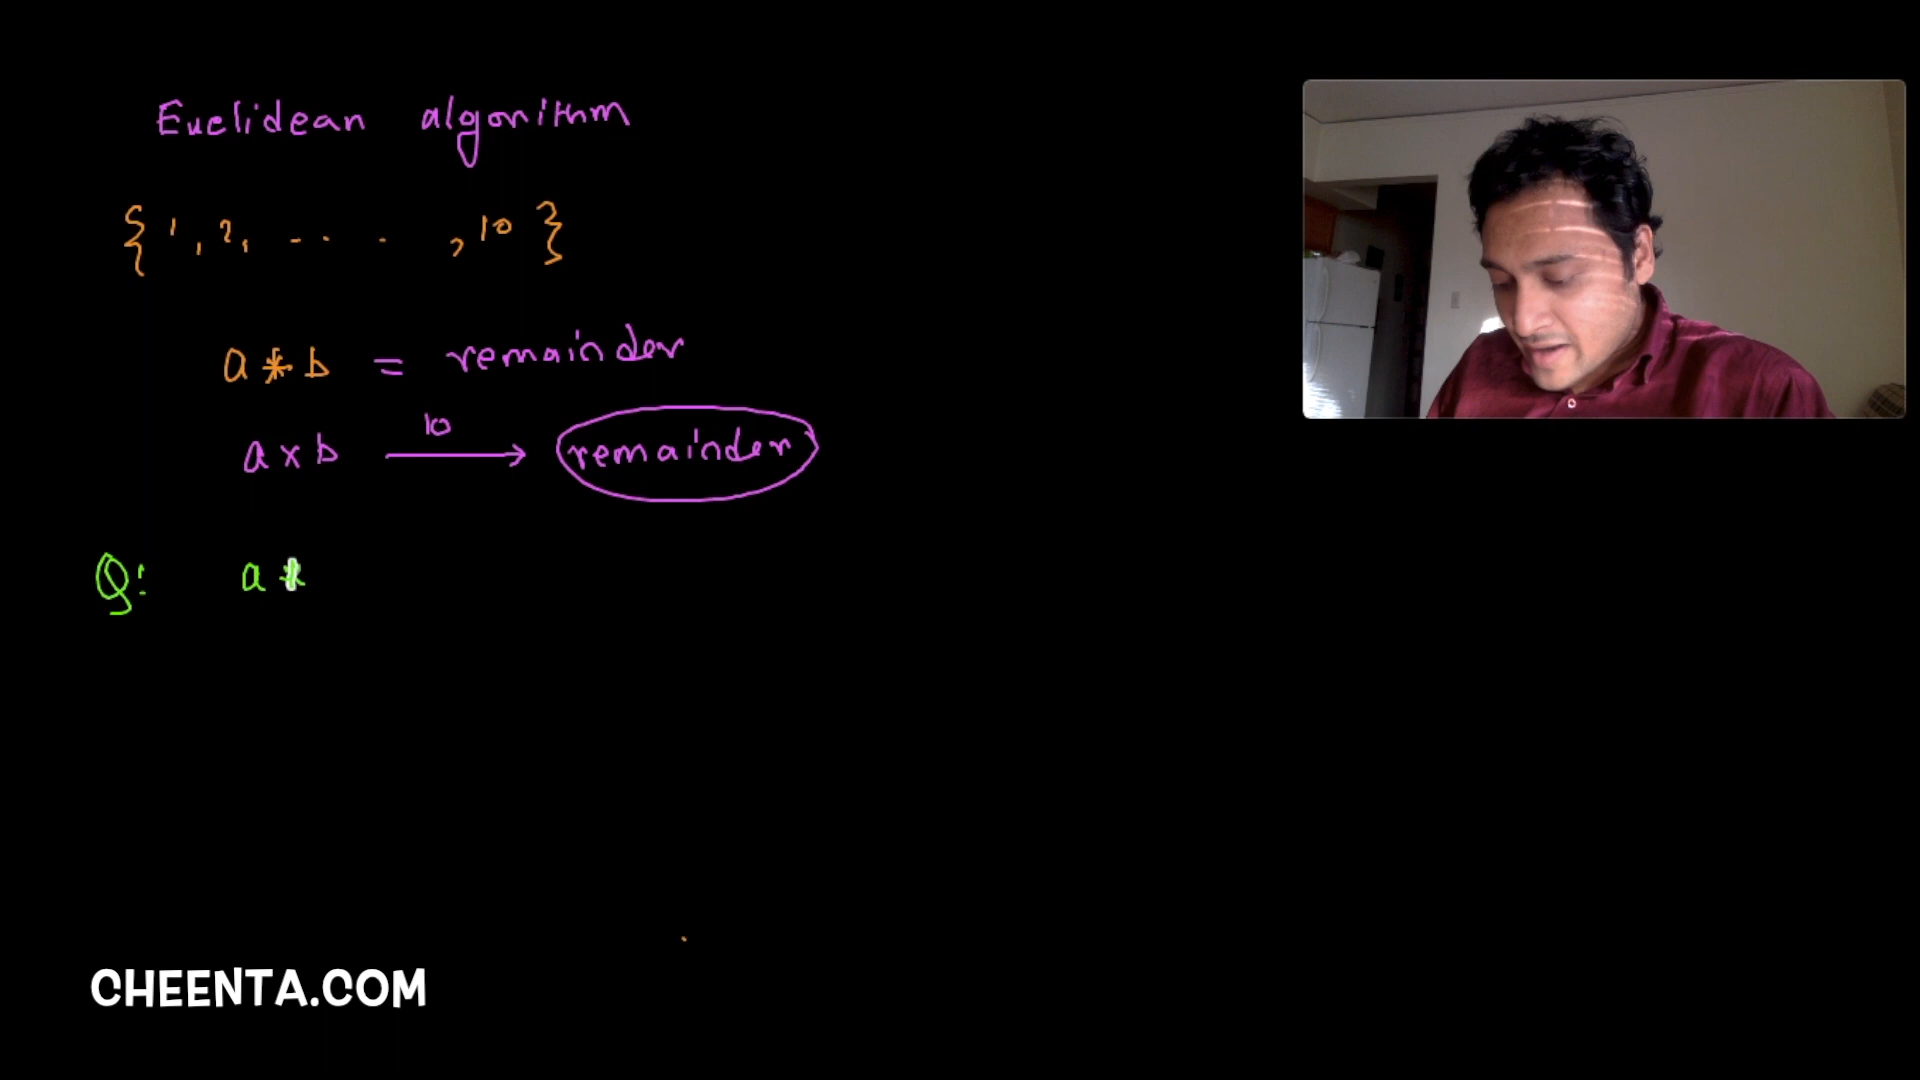 Euclidean algorithm
{ 1, 2, - - . . , 10 }
a * b = remainder
a x b 10 → remainder
Q: a *
CHEENTA.COM